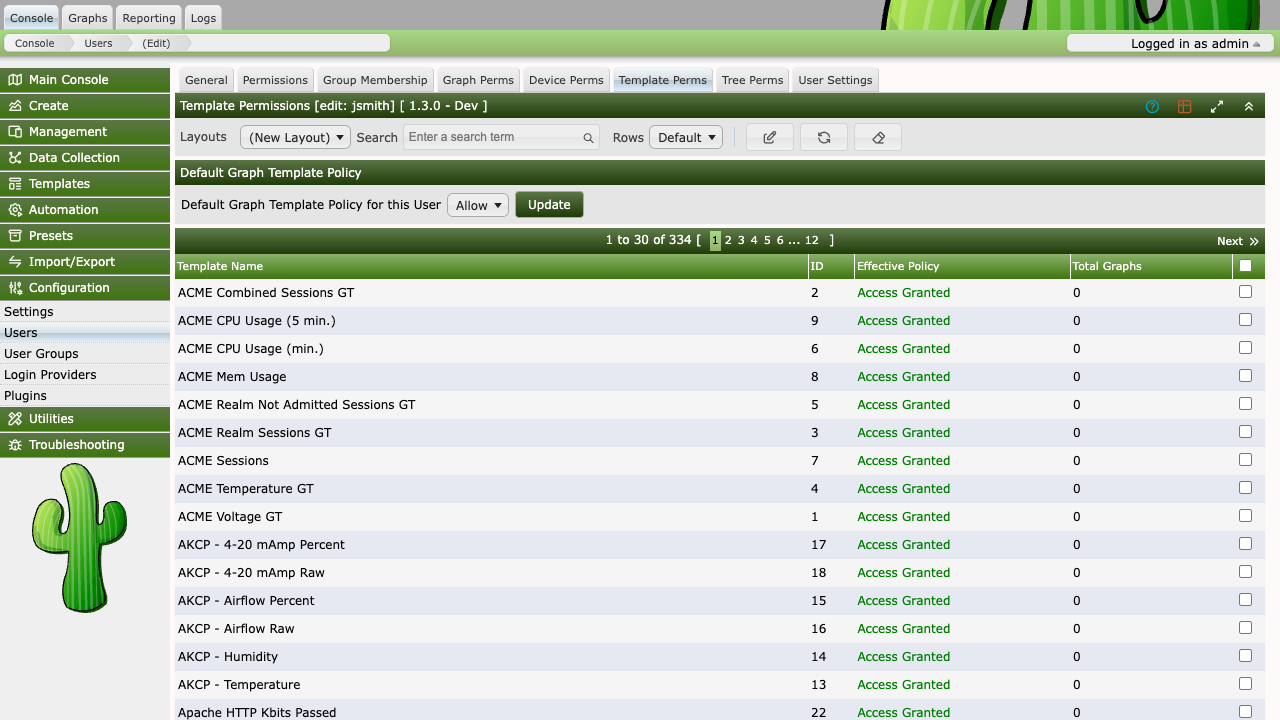 Console Graphs Reporting Logs
Console Users (Edit) Logged in as admin
Main Console
Create
Management
Data Collection
Templates
Automation
Presets
Import/Export
Configuration
Settings
Users
User Groups
Login Providers
Plugins
Utilities
Troubleshooting
General Permissions Group Membership Graph Perms Device Perms Template Perms Tree Perms User Settings
Template Permissions [edit: jsmith] [ 1.3.0 - Dev ]
Layouts (New Layout) Search Enter a search term Rows Default
Default Graph Template Policy
Default Graph Template Policy for this User Allow Update
1 to 30 of 334 [ 1 2 3 4 5 6 ... 12 ] Next
Template Name ID Effective Policy Total Graphs
ACME Combined Sessions GT 2 Access Granted 0
ACME CPU Usage (5 min.) 9 Access Granted 0
ACME CPU Usage (min.) 6 Access Granted 0
ACME Mem Usage 8 Access Granted 0
ACME Realm Not Admitted Sessions GT 5 Access Granted 0
ACME Realm Sessions GT 3 Access Granted 0
ACME Sessions 7 Access Granted 0
ACME Temperature GT 4 Access Granted 0
ACME Voltage GT 1 Access Granted 0
AKCP - 4-20 mAmp Percent 17 Access Granted 0
AKCP - 4-20 mAmp Raw 18 Access Granted 0
AKCP - Airflow Percent 15 Access Granted 0
AKCP - Airflow Raw 16 Access Granted 0
AKCP - Humidity 14 Access Granted 0
AKCP - Temperature 13 Access Granted 0
Apache HTTP Kbits Passed 22 Access Granted 0